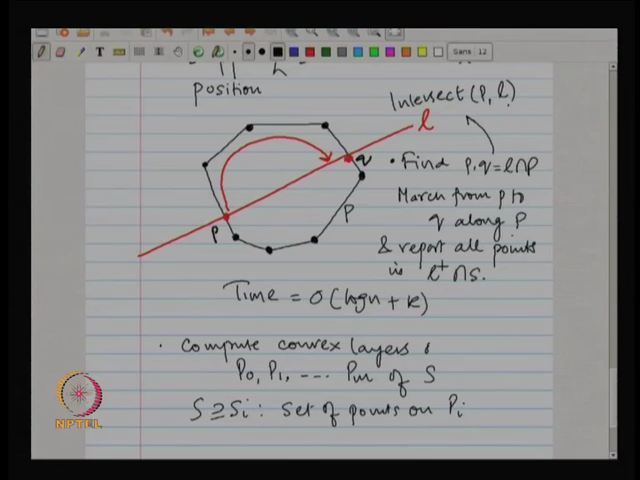 Sans 12
position
Intersect (P, l)
l
q
• Find p,q = l∩P
March from p to
q along P
& report all points
in l⁺ ∩ S.
p
P
Time = O(logn + k)
• Compute convex layers
P₀, P₁, .... Pm of S
S ⊇ Si : Set of points on Pi
NPTEL